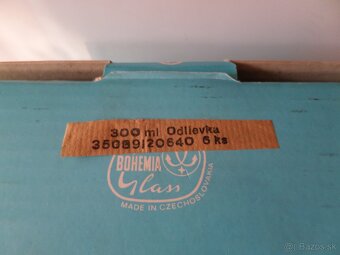 300 ml Odlievka
35089/20640 6 ks
BOHEMIA
Glass
MADE IN CZECHOSLOVAKIA
Bazos.sk